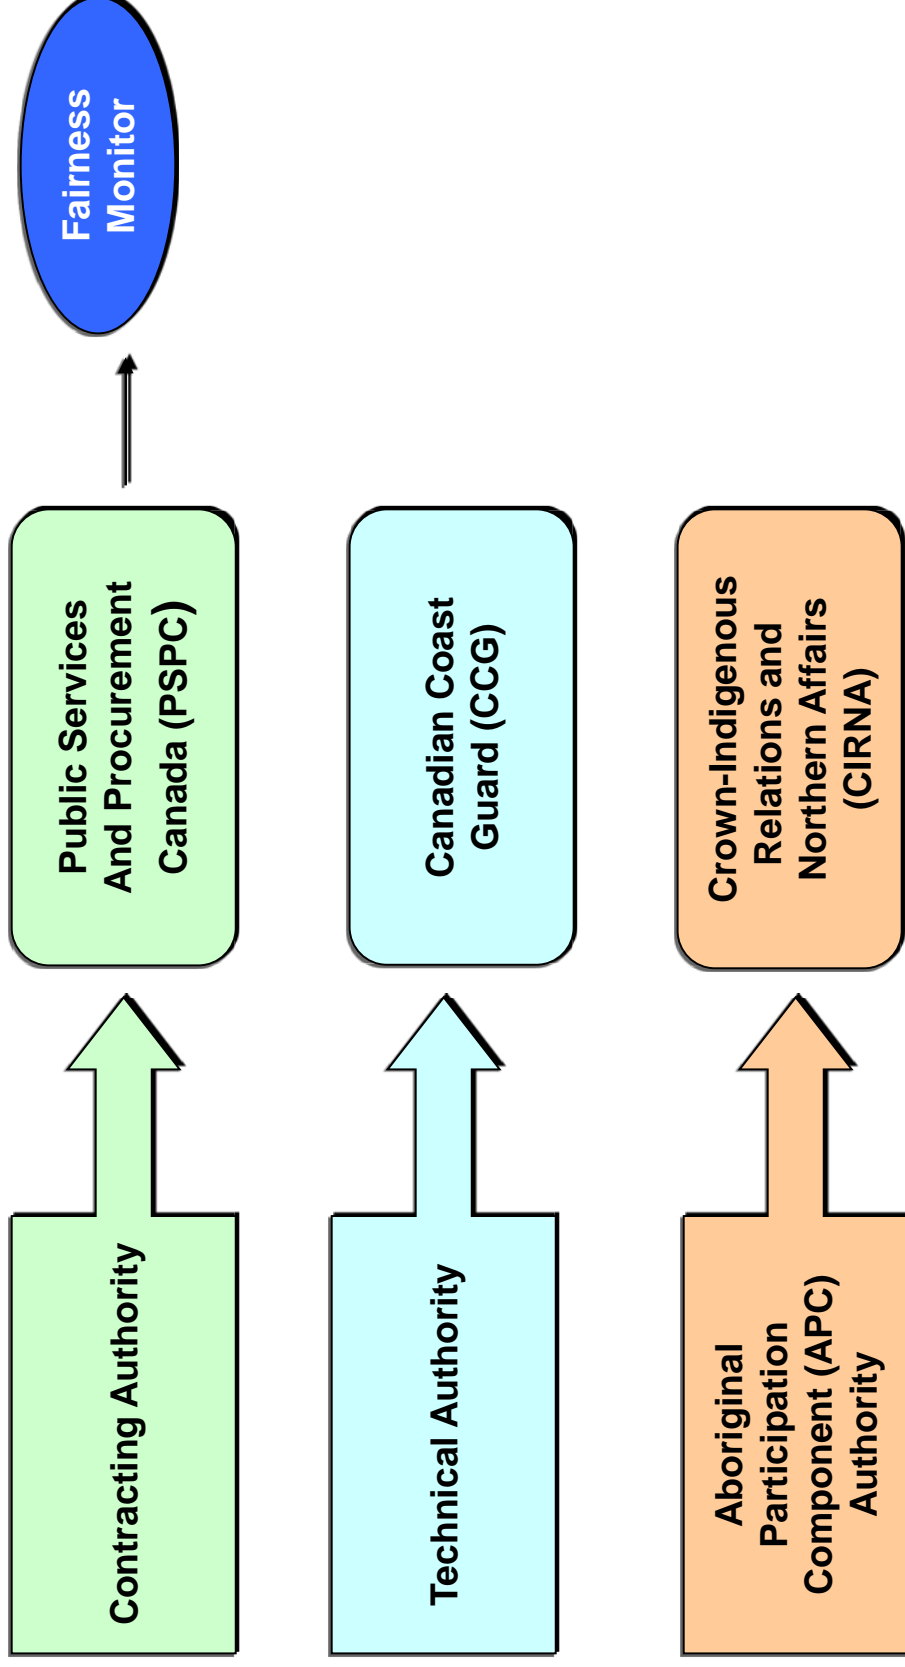 Contracting Authority
Public Services
And Procurement
Canada (PSPC)
Fairness
Monitor
Technical Authority
Canadian Coast
Guard (CCG)
Aboriginal
Participation
Component (APC)
Authority
Crown-Indigenous
Relations and
Northern Affairs
(CIRNA)